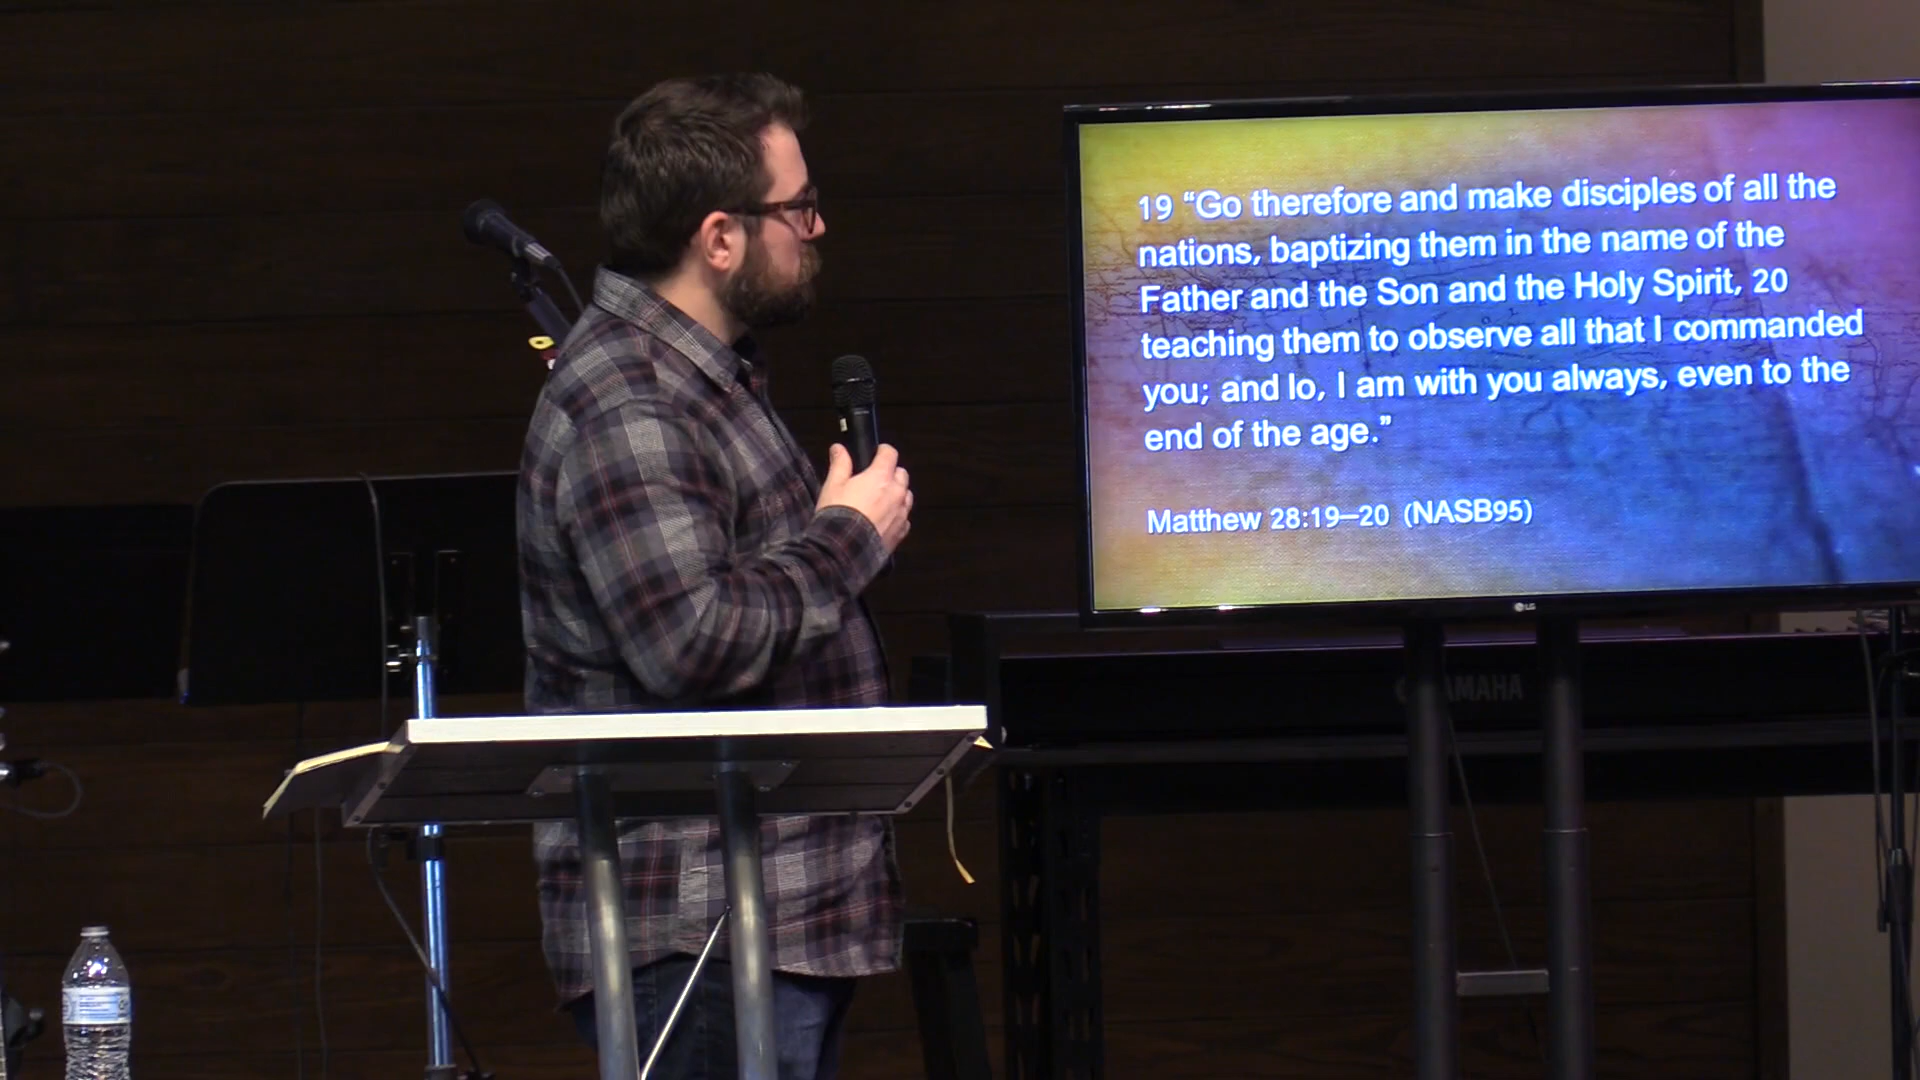 19 “Go therefore and make disciples of all the
nations, baptizing them in the name of the
Father and the Son and the Holy Spirit, 20
teaching them to observe all that I commanded
you; and lo, I am with you always, even to the
end of the age.”
Matthew 28:19–20 (NASB95)
LG
YAMAHA